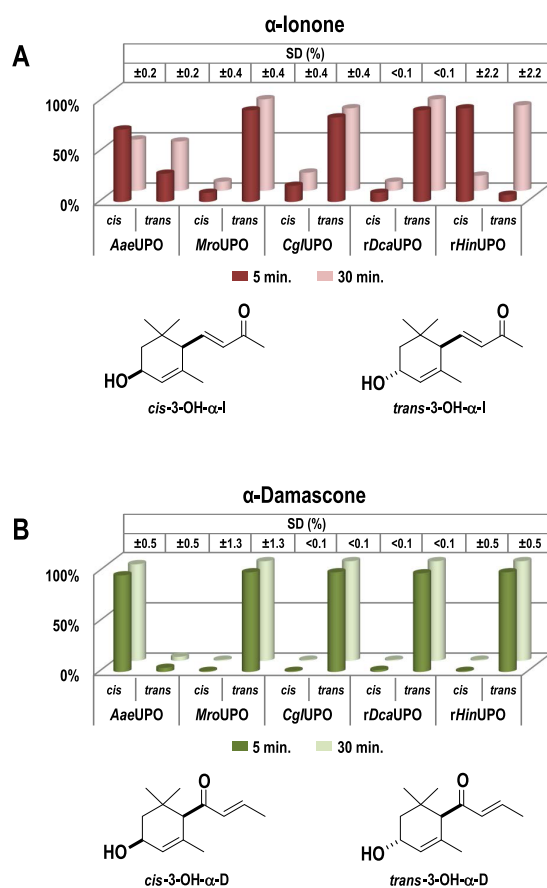 α-Ionone
A
SD (%)
±0.2 ±0.2 ±0.4 ±0.4 ±0.4 ±0.4 <0.1 <0.1 ±2.2 ±2.2
100%
50%
0%
cis trans cis trans cis trans cis trans cis trans
AaeUPO MroUPO CglUPO rDcaUPO rHinUPO
5 min. 30 min.
O O
HO HO
cis-3-OH-α-I trans-3-OH-α-I
α-Damascone
B
SD (%)
±0.5 ±0.5 ±1.3 ±1.3 <0.1 <0.1 <0.1 <0.1 ±0.5 ±0.5
100%
50%
0%
cis trans cis trans cis trans cis trans cis trans
AaeUPO MroUPO CglUPO rDcaUPO rHinUPO
5 min. 30 min.
O O
HO HO
cis-3-OH-α-D trans-3-OH-α-D